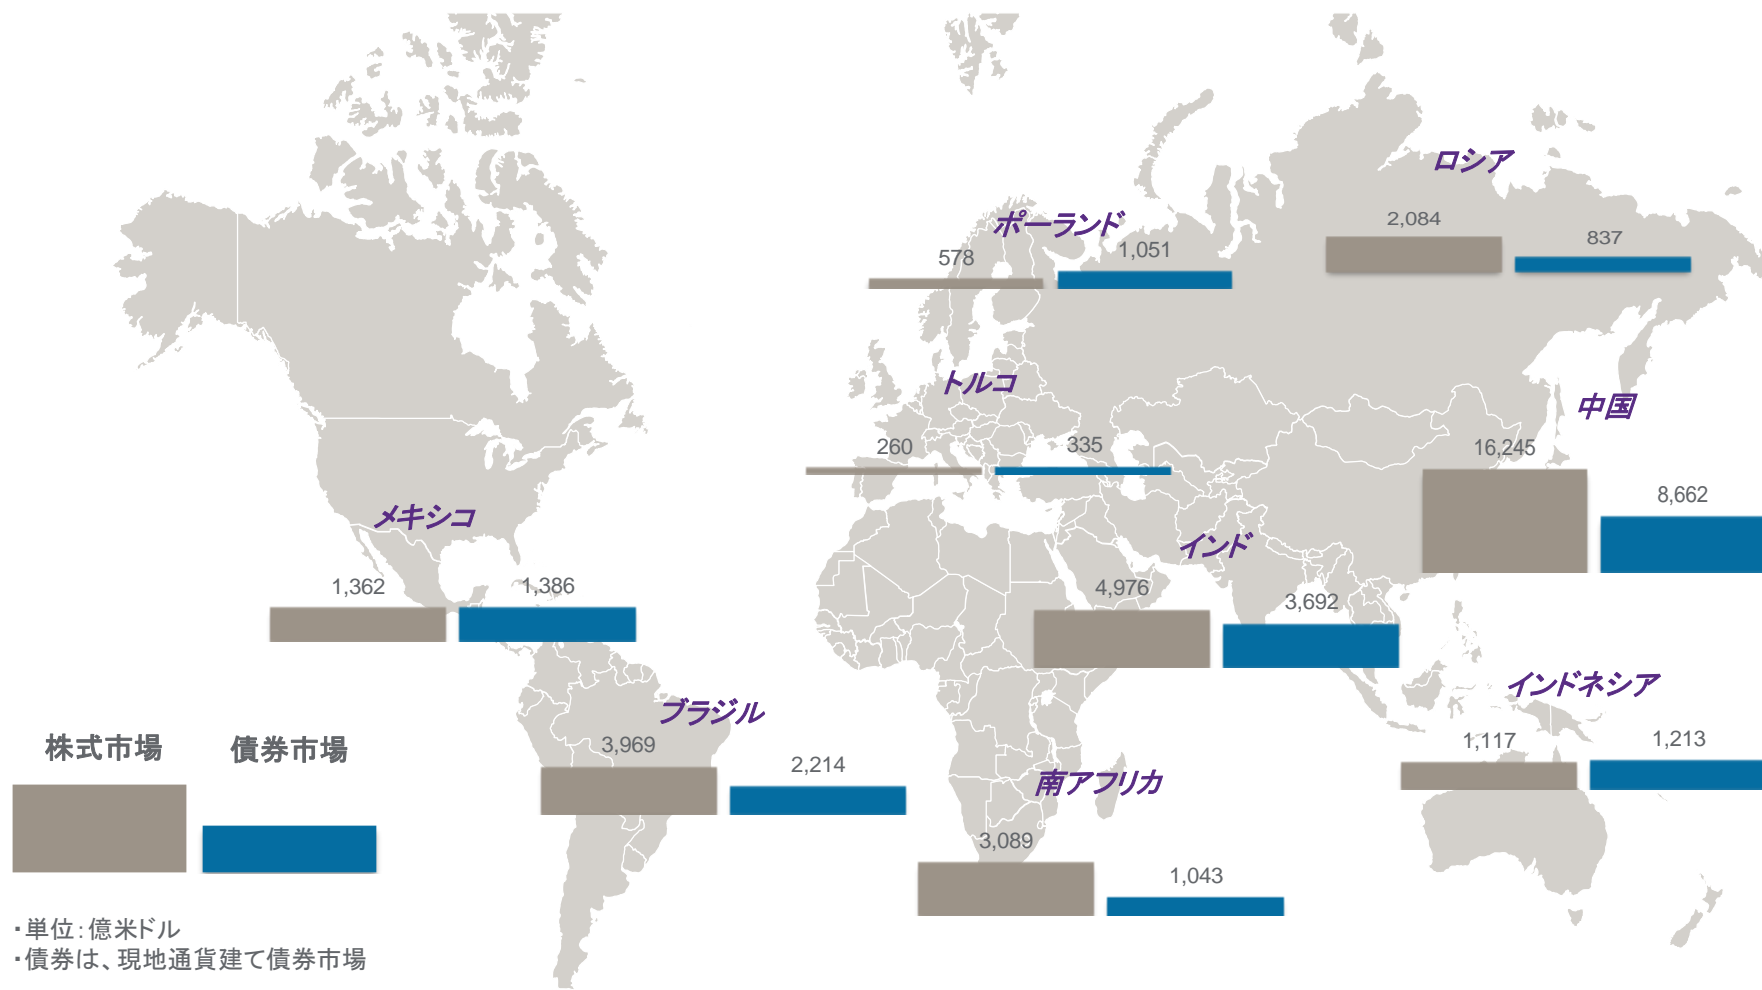 ロシア
2,084
837
ポーランド
578
1,051
トルコ
260
335
中国
16,245
8,662
メキシコ
1,362
1,386
インド
4,976
3,692
インドネシア
1,117
1,213
ブラジル
3,969
2,214
南アフリカ
3,089
1,043
株式市場
債券市場
・単位：億米ドル
・債券は、現地通貨建て債券市場